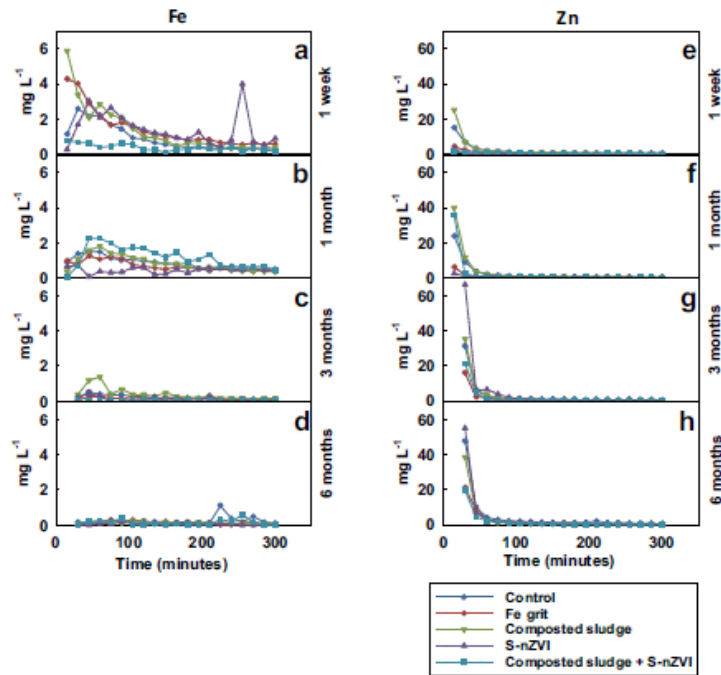 Fe
Zn
a
mg L-1
6
4
2
0
1 week
e
mg L-1
60
40
20
0
1 week
b
mg L-1
6
4
2
0
1 month
f
mg L-1
60
40
20
0
1 month
c
mg L-1
6
4
2
0
3 months
g
mg L-1
60
40
20
0
3 months
d
mg L-1
6
4
2
0
6 months
h
mg L-1
60
40
20
0
6 months
0 100 200 300
0 100 200 300
Time (minutes)
Time (minutes)
Control
Fe grit
Composted sludge
S-nZVI
Composted sludge + S-nZVI